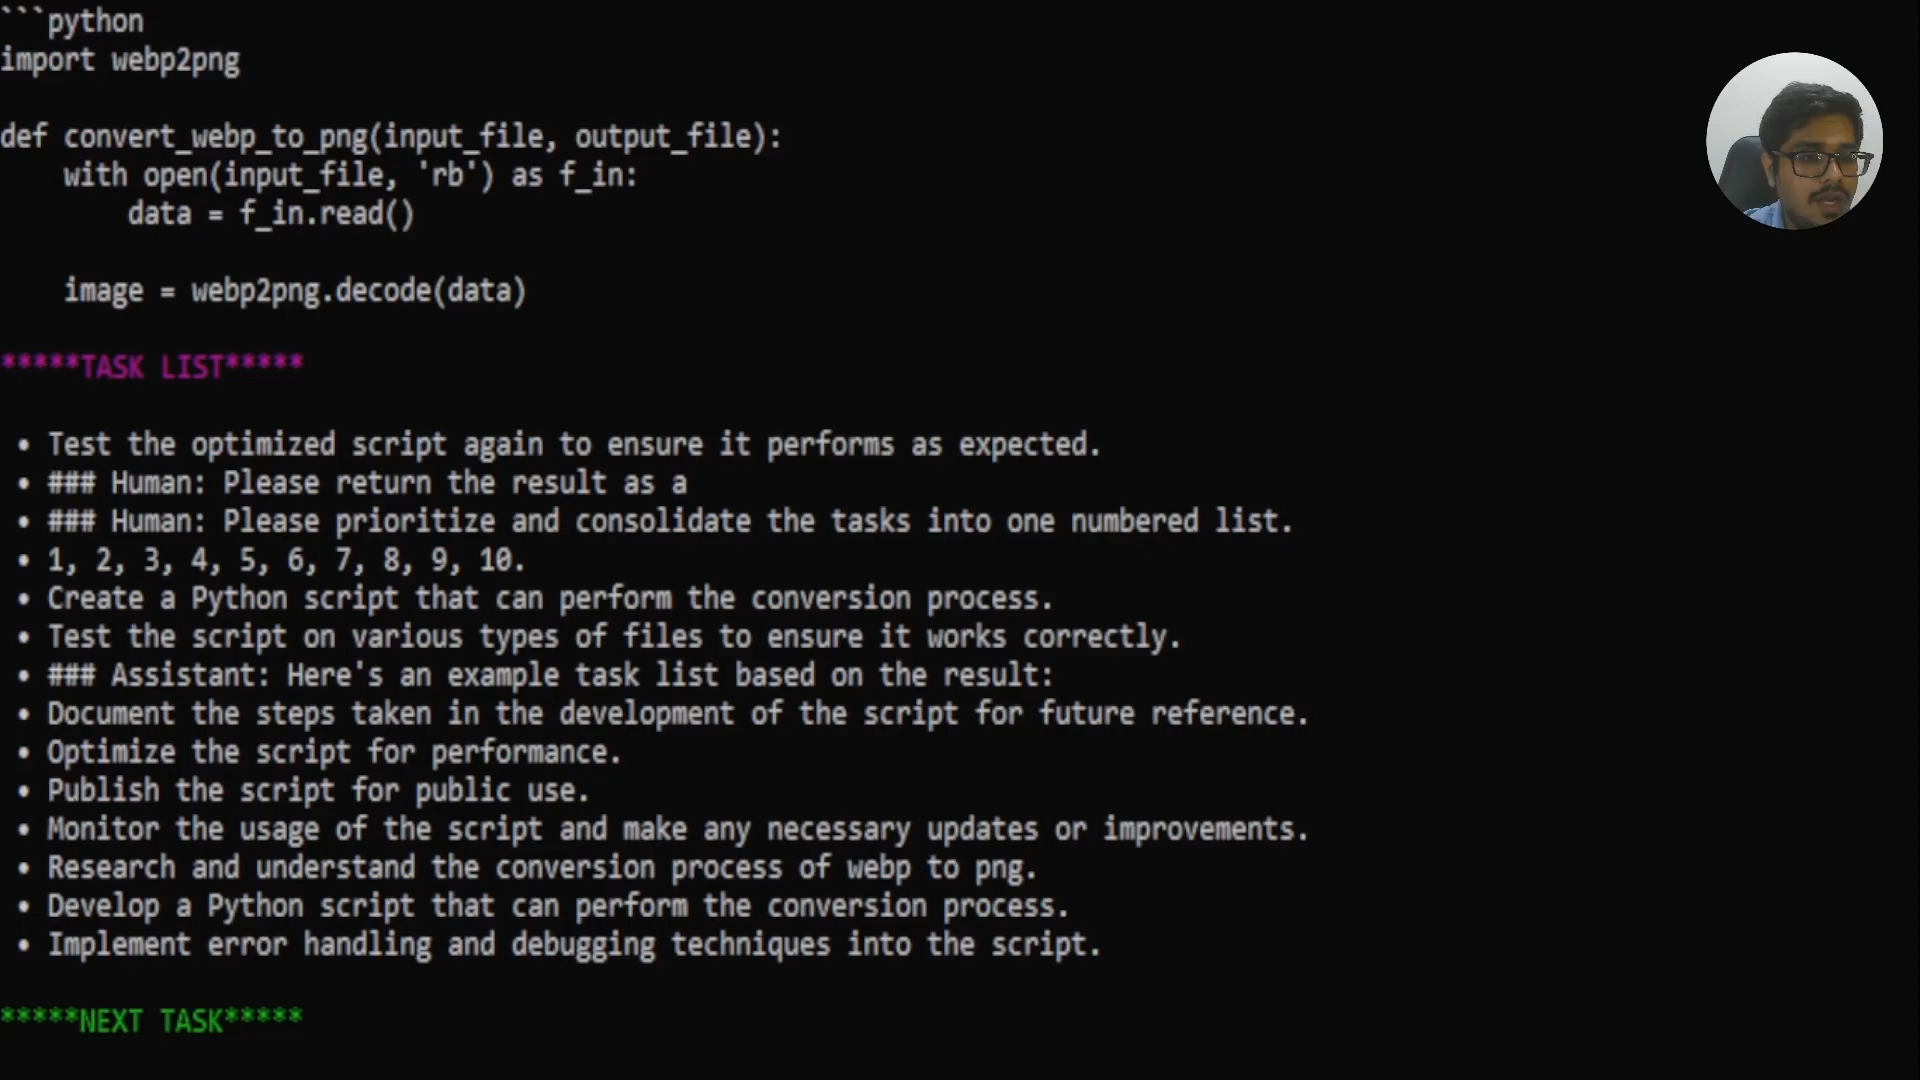 ```python
import webp2png
def convert_webp_to_png(input_file, output_file):
    with open(input_file, 'rb') as f_in:
        data = f_in.read()
    image = webp2png.decode(data)
*****TASK LIST*****
• Test the optimized script again to ensure it performs as expected.
• ### Human: Please return the result as a
• ### Human: Please prioritize and consolidate the tasks into one numbered list.
• 1, 2, 3, 4, 5, 6, 7, 8, 9, 10.
• Create a Python script that can perform the conversion process.
• Test the script on various types of files to ensure it works correctly.
• ### Assistant: Here's an example task list based on the result:
• Document the steps taken in the development of the script for future reference.
• Optimize the script for performance.
• Publish the script for public use.
• Monitor the usage of the script and make any necessary updates or improvements.
• Research and understand the conversion process of webp to png.
• Develop a Python script that can perform the conversion process.
• Implement error handling and debugging techniques into the script.
*****NEXT TASK*****